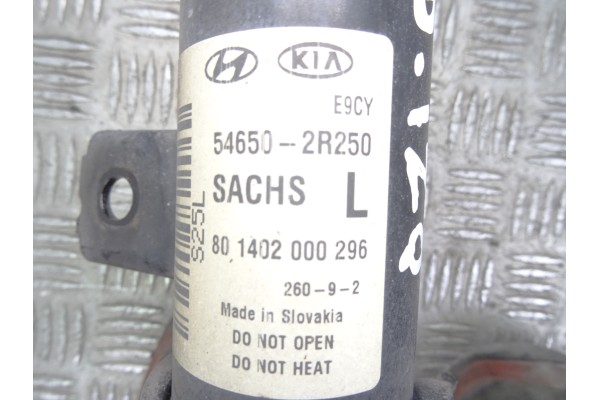 KIA
E9CY
54650-2R250
SACHS L
80 1402 000 296
260-9-2
Made in Slovakia
DO NOT OPEN
DO NOT HEAT
S25L